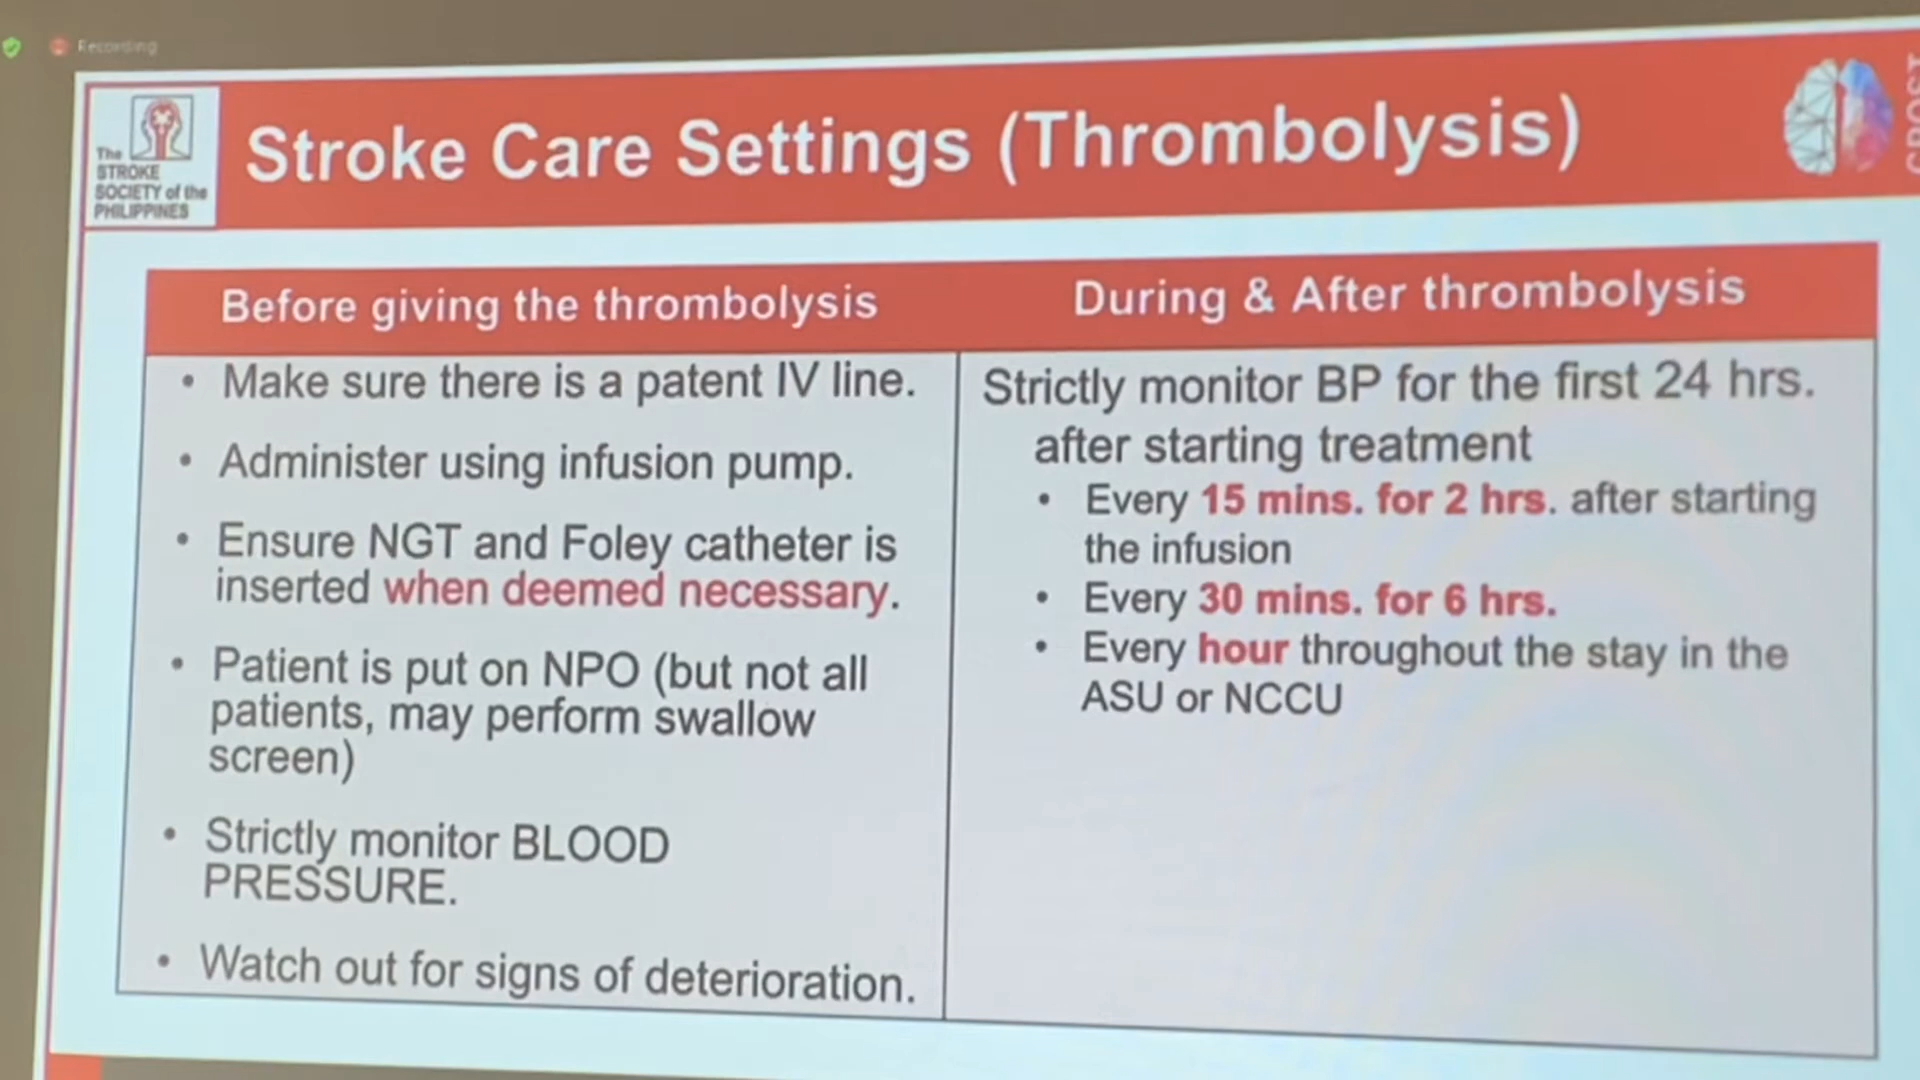 Recording
The
STROKE
SOCIETY of the
PHILIPPINES
Stroke Care Settings (Thrombolysis)
Before giving the thrombolysis
• Make sure there is a patent IV line.
• Administer using infusion pump.
• Ensure NGT and Foley catheter is
inserted when deemed necessary.
• Patient is put on NPO (but not all
patients, may perform swallow
screen)
• Strictly monitor BLOOD
PRESSURE.
• Watch out for signs of deterioration.
During & After thrombolysis
Strictly monitor BP for the first 24 hrs.
after starting treatment
• Every 15 mins. for 2 hrs. after starting
the infusion
• Every 30 mins. for 6 hrs.
• Every hour throughout the stay in the
ASU or NCCU